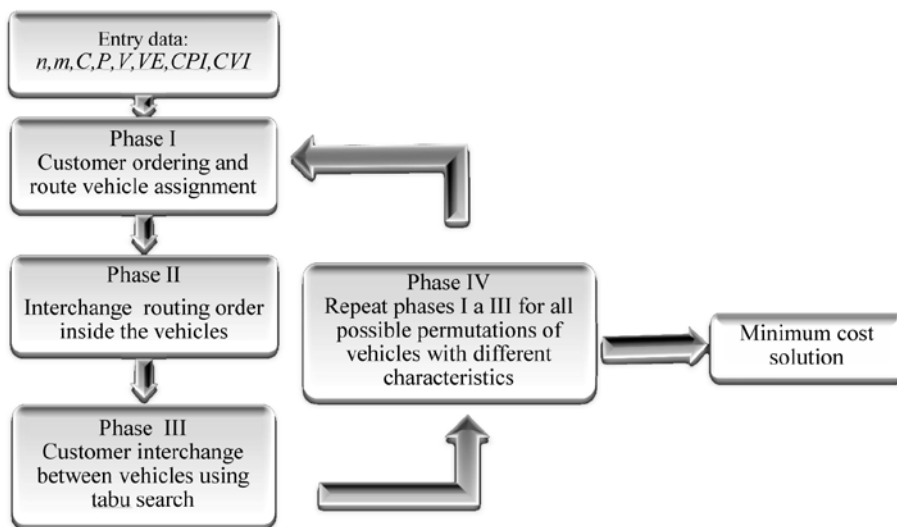 Entry data:
n,m,C,P,V,VE,CPI,CVI
Phase I
Customer ordering and
route vehicle assignment
Phase II
Interchange routing order
inside the vehicles
Phase III
Customer interchange
between vehicles using
tabu search
Phase IV
Repeat phases I a III for all
possible permutations of
vehicles with different
characteristics
Minimum cost
solution